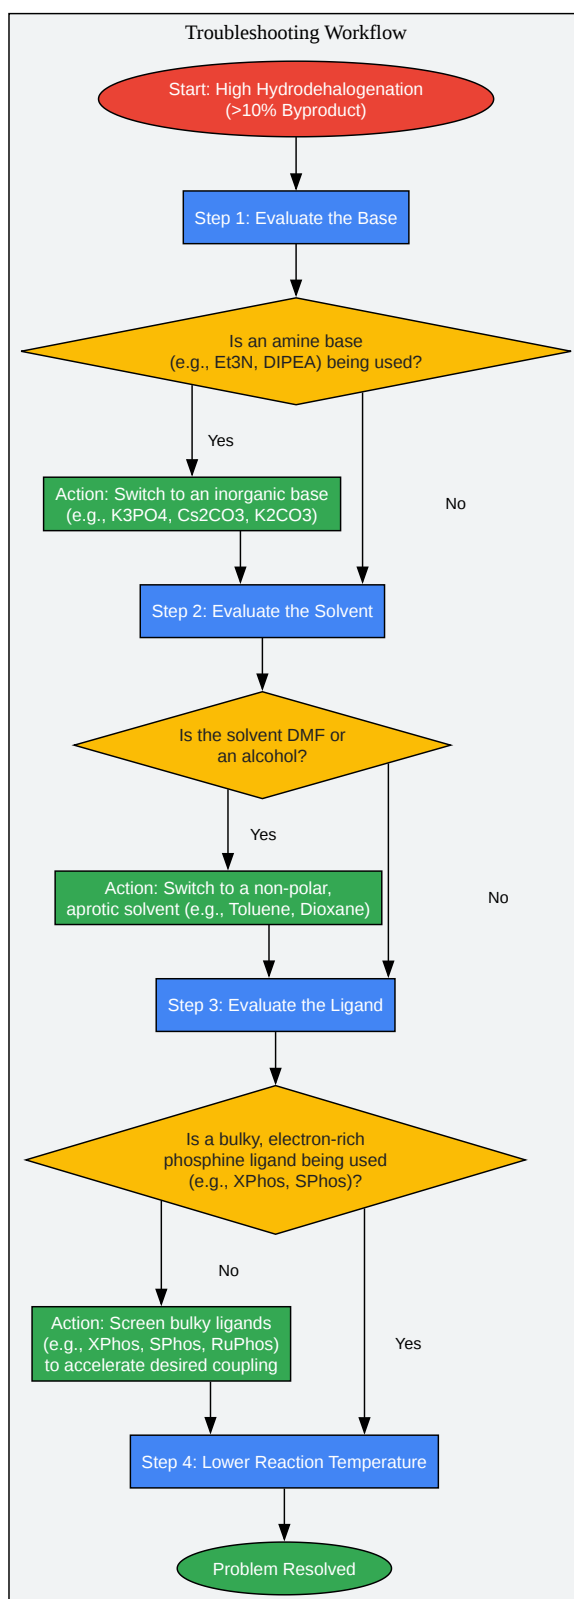 Troubleshooting Workflow
Start: High Hydrodehalogenation
(>10% Byproduct)
Step 1: Evaluate the Base
Is an amine base
(e.g., Et3N, DIPEA) being used?
Yes
Action: Switch to an inorganic base
(e.g., K3PO4, Cs2CO3, K2CO3)
No
Step 2: Evaluate the Solvent
Is the solvent DMF or
an alcohol?
Yes
Action: Switch to a non-polar,
aprotic solvent (e.g., Toluene, Dioxane)
No
Step 3: Evaluate the Ligand
Is a bulky, electron-rich
phosphine ligand being used
(e.g., XPhos, SPhos)?
No
Action: Screen bulky ligands
(e.g., XPhos, SPhos, RuPhos)
to accelerate desired coupling
Yes
Step 4: Lower Reaction Temperature
Problem Resolved